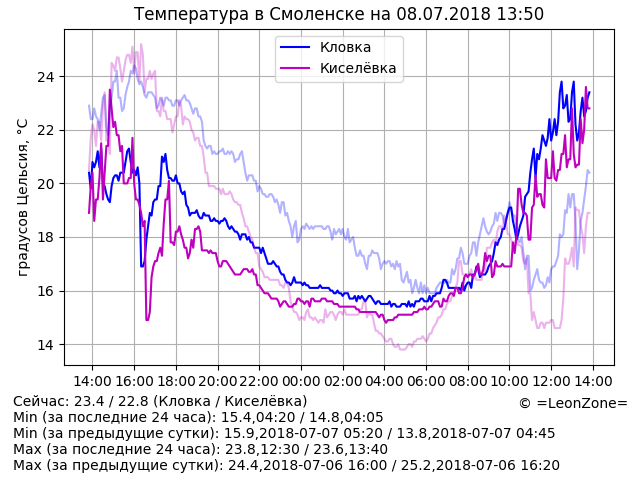 Температура в Смоленске на 08.07.2018 13:50
Кловка
Киселёвка
градусов Цельсия, °C
24
22
20
18
16
14
14:00 16:00 18:00 20:00 22:00 00:00 02:00 04:00 06:00 08:00 10:00 12:00 14:00
Сейчас: 23.4 / 22.8 (Кловка / Киселёвка)
© =LeonZone=
Min (за последние 24 часа): 15.4,04:20 / 14.8,04:05
Min (за предыдущие сутки): 15.9,2018-07-07 05:20 / 13.8,2018-07-07 04:45
Max (за последние 24 часа): 23.8,12:30 / 23.6,13:40
Max (за предыдущие сутки): 24.4,2018-07-06 16:00 / 25.2,2018-07-06 16:20